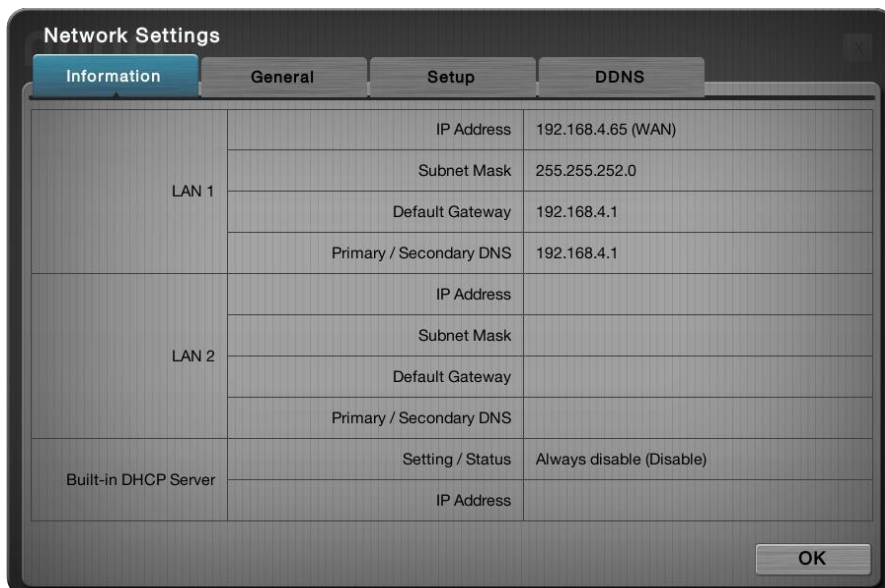 Network Settings
X
Information General Setup DDNS
LAN 1
IP Address 192.168.4.65 (WAN)
Subnet Mask 255.255.252.0
Default Gateway 192.168.4.1
Primary / Secondary DNS 192.168.4.1
LAN 2
IP Address
Subnet Mask
Default Gateway
Primary / Secondary DNS
Built-in DHCP Server
Setting / Status Always disable (Disable)
IP Address
OK